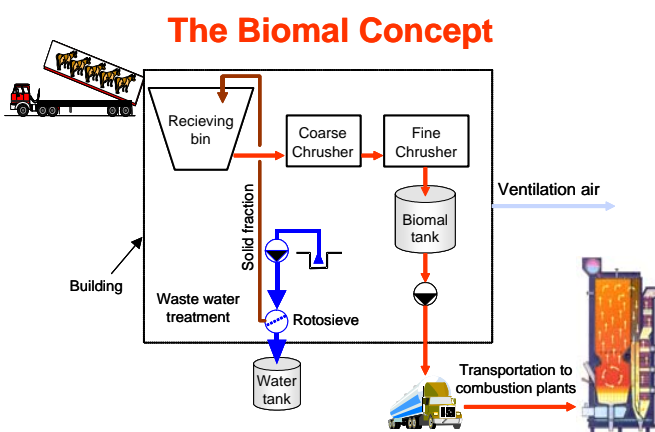 The Biomal Concept
Recieving
bin
Coarse
Chrusher
Fine
Chrusher
Ventilation air
Biomal
tank
Solid fraction
Building
Waste water
treatment
Rotosieve
Water
tank
Transportation to
combustion plants